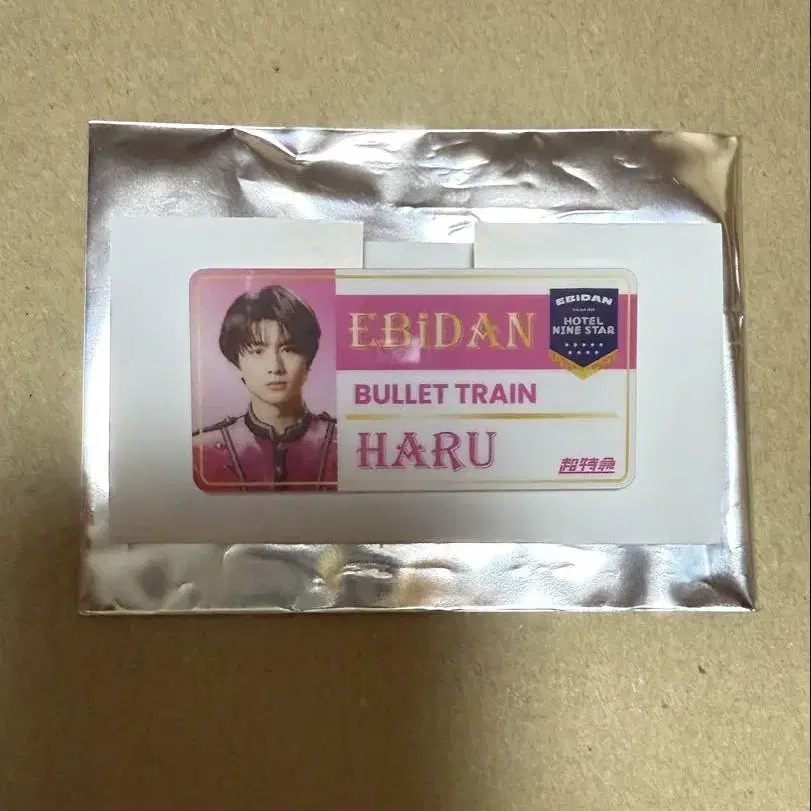 EBiDAN
EBiDAN
HOTEL
NINE STAR
BULLET TRAIN
HARU
超特急